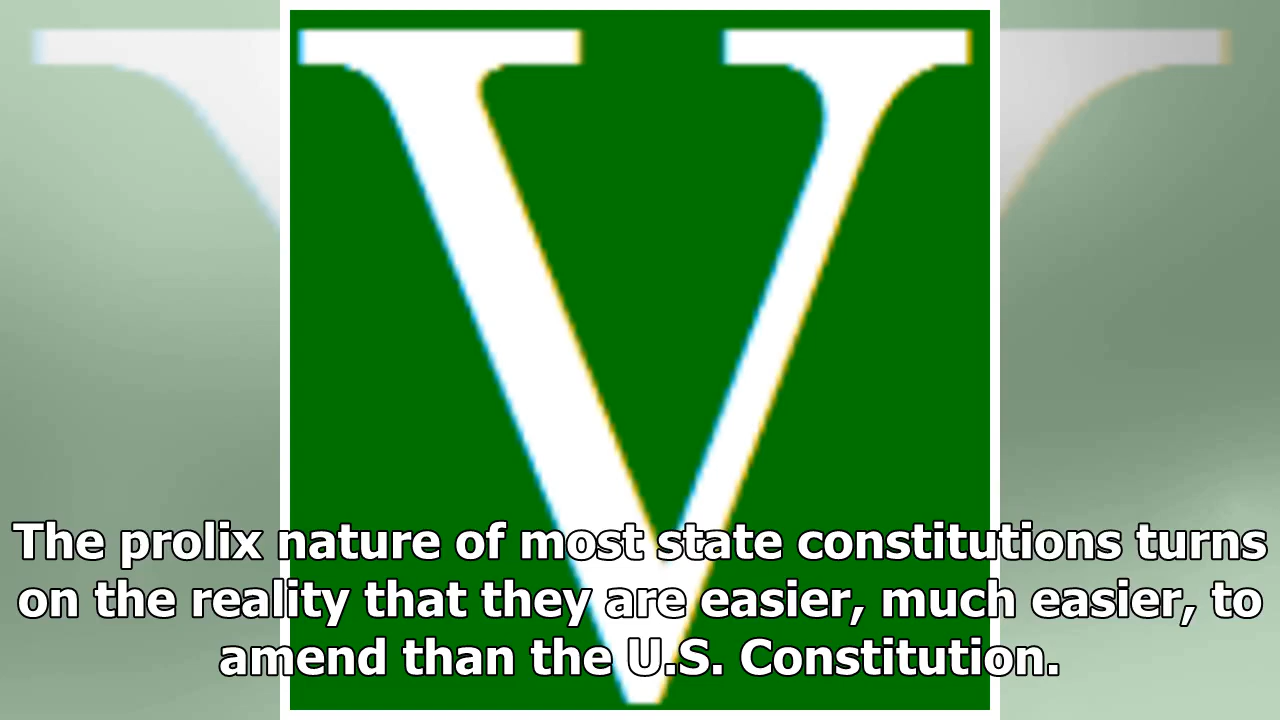 V
The prolix nature of most state constitutions turns
on the reality that they are easier, much easier, to
amend than the U.S. Constitution.